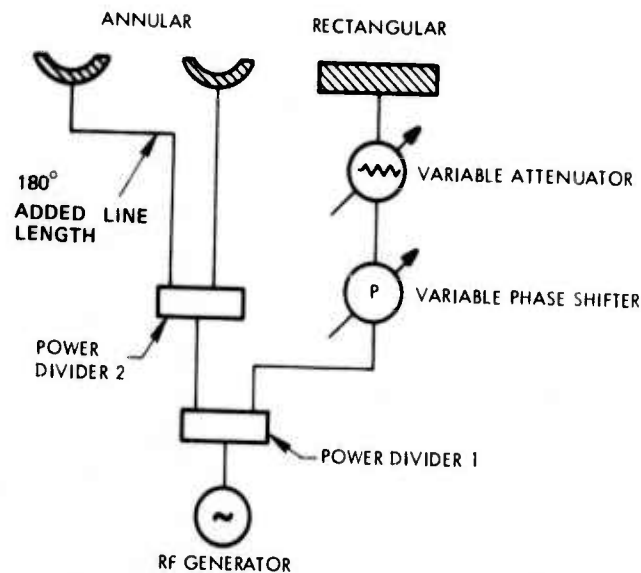 ANNULAR
RECTANGULAR
180°
ADDED LINE
LENGTH
VARIABLE ATTENUATOR
P
VARIABLE PHASE SHIFTER
POWER
DIVIDER 2
POWER DIVIDER 1
~
RF GENERATOR